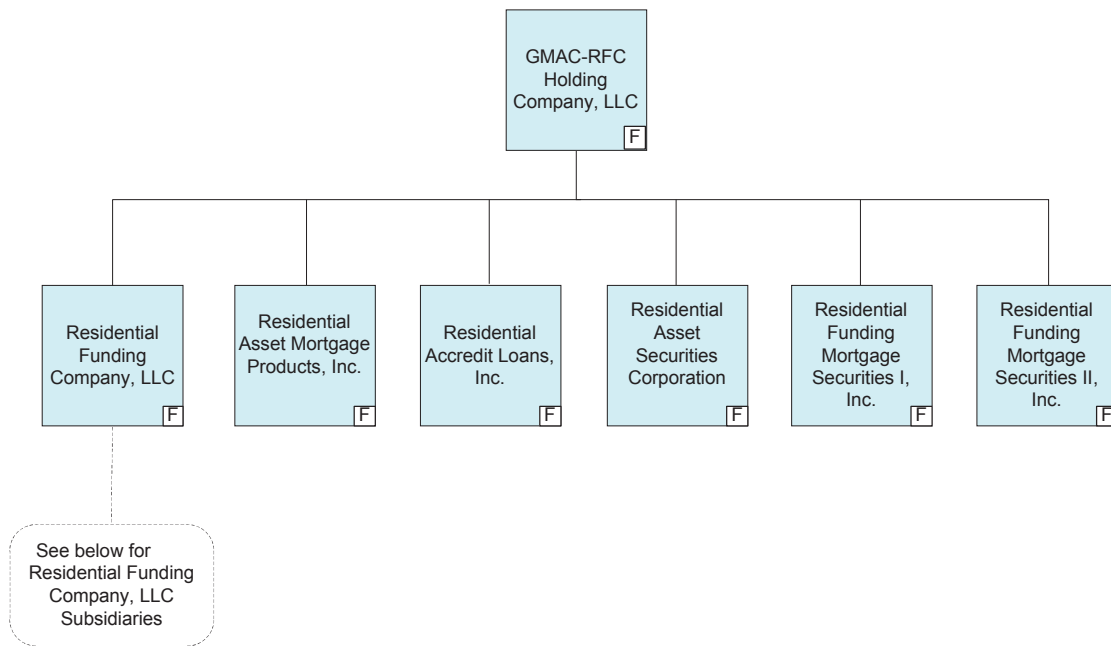 GMAC-RFC
Holding
Company, LLC
F
Residential
Funding
Company, LLC
F
Residential
Asset Mortgage
Products, Inc.
F
Residential
Accredit Loans,
Inc.
F
Residential
Asset
Securities
Corporation
F
Residential
Funding
Mortgage
Securities I,
Inc.
F
Residential
Funding
Mortgage
Securities II,
Inc.
F
See below for
Residential Funding
Company, LLC
Subsidiaries